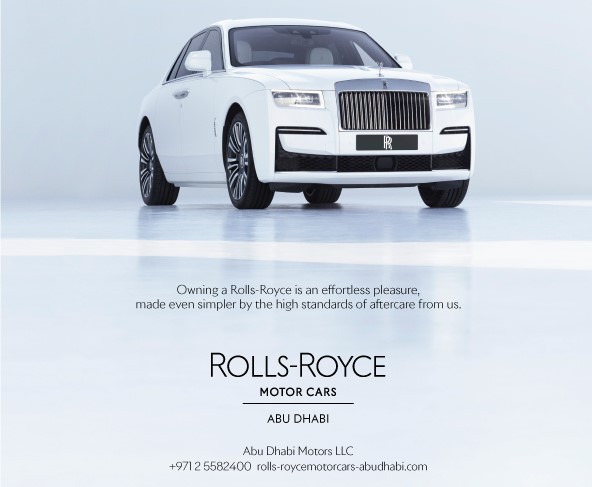 RR
Owning a Rolls-Royce is an effortless pleasure,
made even simpler by the high standards of aftercare from us.
ROLLS-ROYCE
MOTOR CARS
ABU DHABI
Abu Dhabi Motors LLC
+971 2 5582400 rolls-roycemotorcars-abudhabi.com